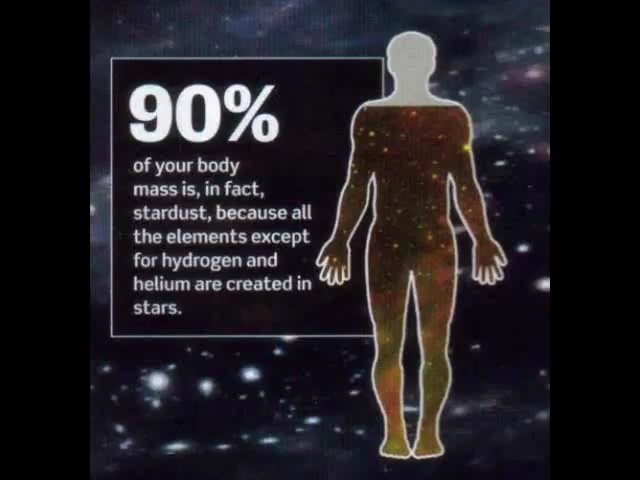 90%
of your body
mass is, in fact,
stardust, because all
the elements except
for hydrogen and
helium are created in
stars.